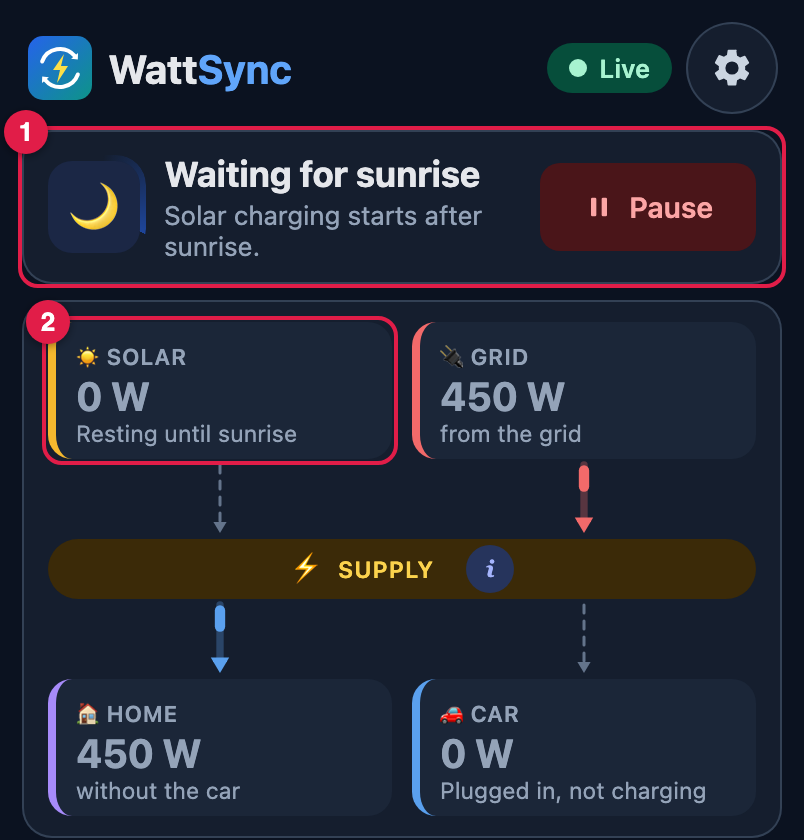 WattSync
Live
1
Waiting for sunrise
Solar charging starts after
sunrise.
Pause
2
SOLAR
0 W
Resting until sunrise
GRID
450 W
from the grid
SUPPLY
i
HOME
450 W
without the car
CAR
0 W
Plugged in, not charging